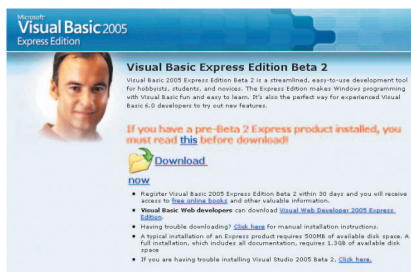 Microsoft
Visual Basic 2005
Express Edition
Visual Basic Express Edition Beta 2
Visual Basic 2005 Express Edition Beta 2 is a streamlined, easy-to-use development tool
for hobbyists, students, and novices. The Express Edition makes Windows programming
with Visual Basic fun and easy to learn. It's also the perfect way for experienced Visual
Basic 6.0 developers to try out new features.
If you have a pre-Beta 2 Express product installed, you
must read this before download!
Download
now
• Register Visual Basic 2005 Express Edition Beta 2 within 30 days and you will receive
access to free online books and other valuable information.
• Visual Basic Web developers can download Visual Web Developer 2005 Express
Edition.
• Having trouble downloading? Click here for manual installation instructions.
• A typical installation of an Express product requires 500MB of available disk space. A
full installation, which includes all documentation, requires 1.3GB of available disk
space
• If you are having trouble installing Visual Studio 2005 Beta 2, Click here.